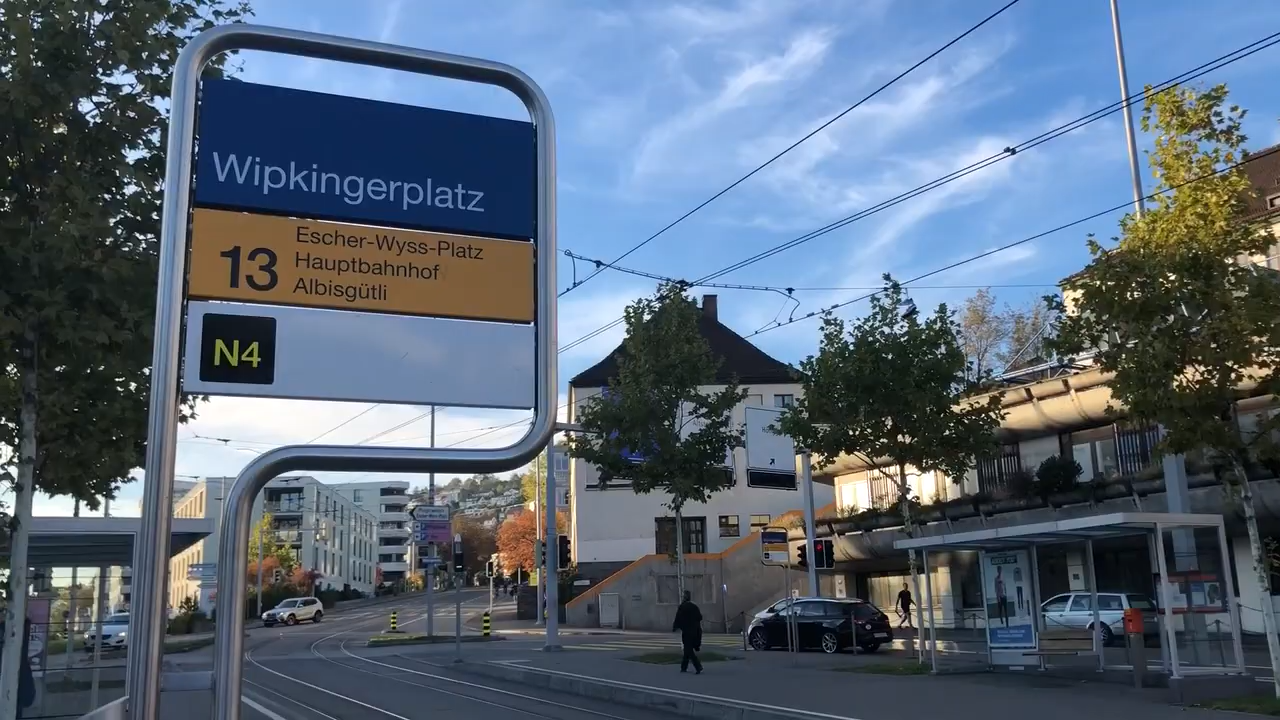 Wipkingerplatz
13
Escher-Wyss-Platz
Hauptbahnhof
Albisgütli
N4